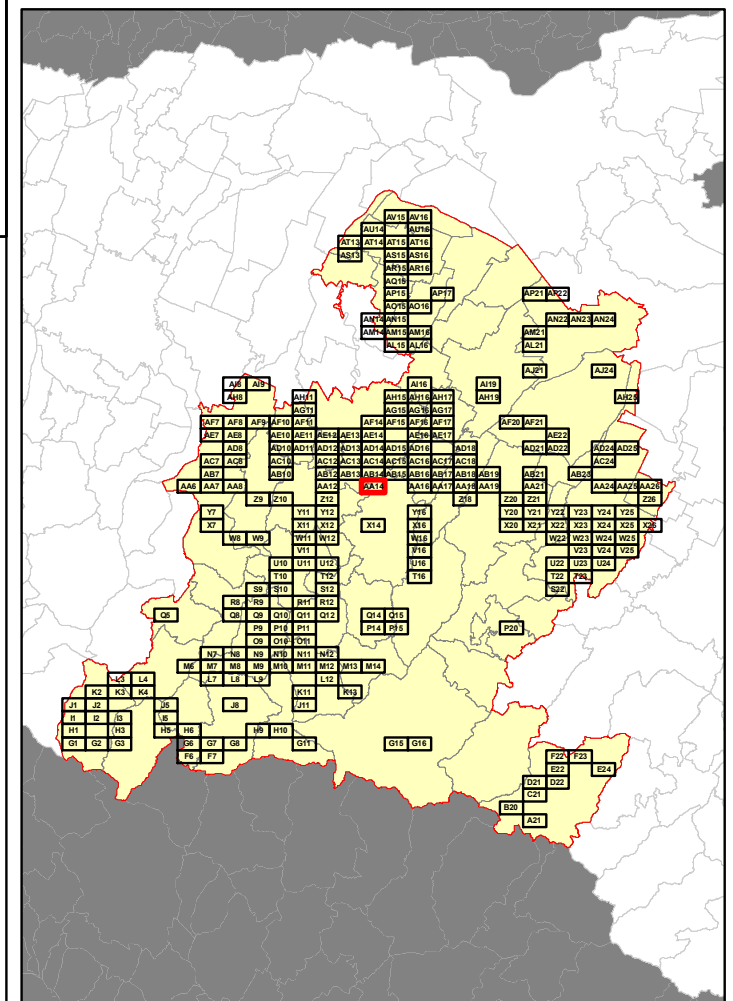 AV15 AV16
AU14 AU16
AT13 AT14 AT15 AT16
AS13 AS15 AS16
AR15 AR16
AQ15
AP15 AP17 AP21 AP22
AO15 AO16
AN14 AN15 AN22 AN23 AN24
AM14 AM15 AM16 AM21
AL15 AL16 AL21
AJ21 AJ24
AI8 AI9 AI16 AI19
AH8 AH11 AH15 AH16 AH17 AH19 AH25
AG11 AG15 AG16 AG17
AF7 AF8 AF9 AF10 AF11 AF14 AF15 AF16 AF17 AF20 AF21
AE7 AE8 AE10 AE11 AE12 AE13 AE14 AE16 AE17 AE22
AD8 AD10 AD11 AD12 AD13 AD14 AD15 AD16 AD18 AD21 AD22 AD24 AD25
AC7 AC8 AC10 AC12 AC13 AC14 AC15 AC16 AC17 AC18 AC24
AB7 AB10 AB12 AB13 AB14 AB15 AB16 AB17 AB18 AB19 AB21 AB23
AA6 AA7 AA8 AA12 AA14 AA16 AA17 AA18 AA19 AA21 AA24 AA25 AA26
Z9 Z10 Z12 Z18 Z20 Z21 Z26
Y7 Y11 Y12 Y16 Y20 Y21 Y22 Y23 Y24 Y25
X7 X11 X12 X14 X16 X20 X21 X22 X23 X24 X25 X26
W8 W9 W11 W12 W16 W22 W23 W24 W25
V11 V16 V23 V24 V25
U10 U11 U12 U16 U22 U23 U24
T10 T12 T16 T22 T23
S9 S10 S12 S22
R8 R9 R11 R12
Q5 Q8 Q9 Q10 Q11 Q12 Q14 Q15
P9 P10 P11 P14 P15 P20
O9 O10 O11
N7 N8 N9 N10 N11 N12
M6 M7 M8 M9 M10 M11 M12 M13 M14
L3 L4 L7 L8 L9 L12
K2 K3 K4 K11 K13
J1 J2 J5 J8 J11
I1 I2 I3 I5
H1 H3 H5 H6 H9 H10
G1 G2 G3 G6 G7 G8 G11 G15 G16
F6 F7 F22 F23
E22 E24
D21 D22
C21
B20
A21